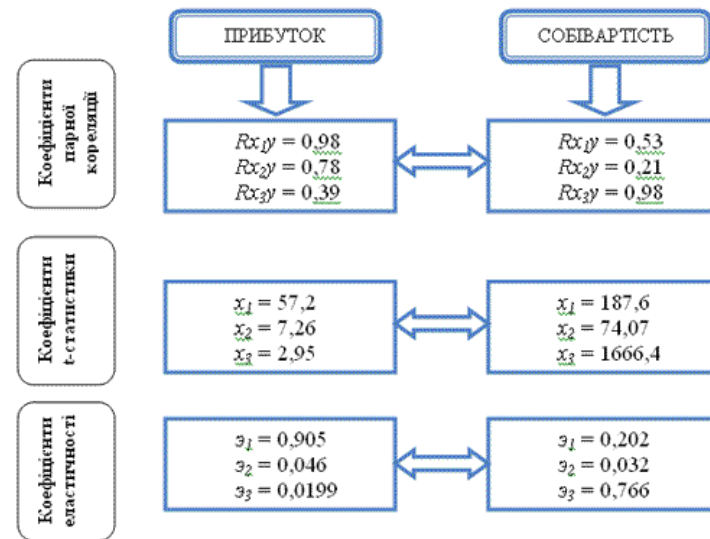 ПРИБУТОК
СОБІВАРТІСТЬ
Коефіцієнти
парної
кореляції
Rx₁y = 0,98
Rx₂y = 0,78
Rx₃y = 0,39
Rx₁y = 0,53
Rx₂y = 0,21
Rx₃y = 0,98
Коефіцієнти
t-статистики
x₁ = 57,2
x₂ = 7,26
x₃ = 2,95
x₁ = 187,6
x₂ = 74,07
x₃ = 1666,4
Коефіцієнти
еластичності
э₁ = 0,905
э₂ = 0,046
э₃ = 0,0199
э₁ = 0,202
э₂ = 0,032
э₃ = 0,766